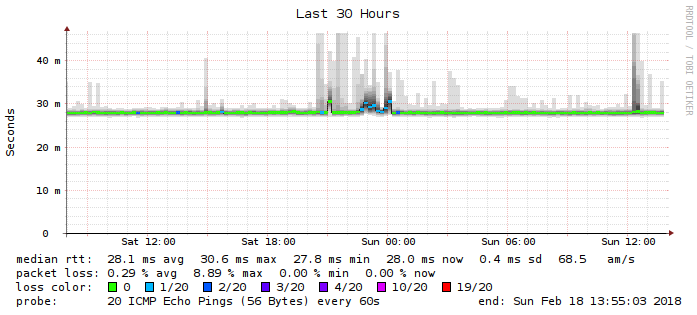 Last 30 Hours
RRDTOOL / TOBI OETIKER
Seconds
40 m
30 m
20 m
10 m
0
Sat 12:00 Sat 18:00 Sun 00:00 Sun 06:00 Sun 12:00
median rtt: 28.1 ms avg 30.6 ms max 27.8 ms min 28.0 ms now 0.4 ms sd 68.5 am/s
packet loss: 0.29 % avg 8.89 % max 0.00 % min 0.00 % now
loss color: 0 1/20 2/20 3/20 4/20 10/20 19/20
probe: 20 ICMP Echo Pings (56 Bytes) every 60s end: Sun Feb 18 13:55:03 2018